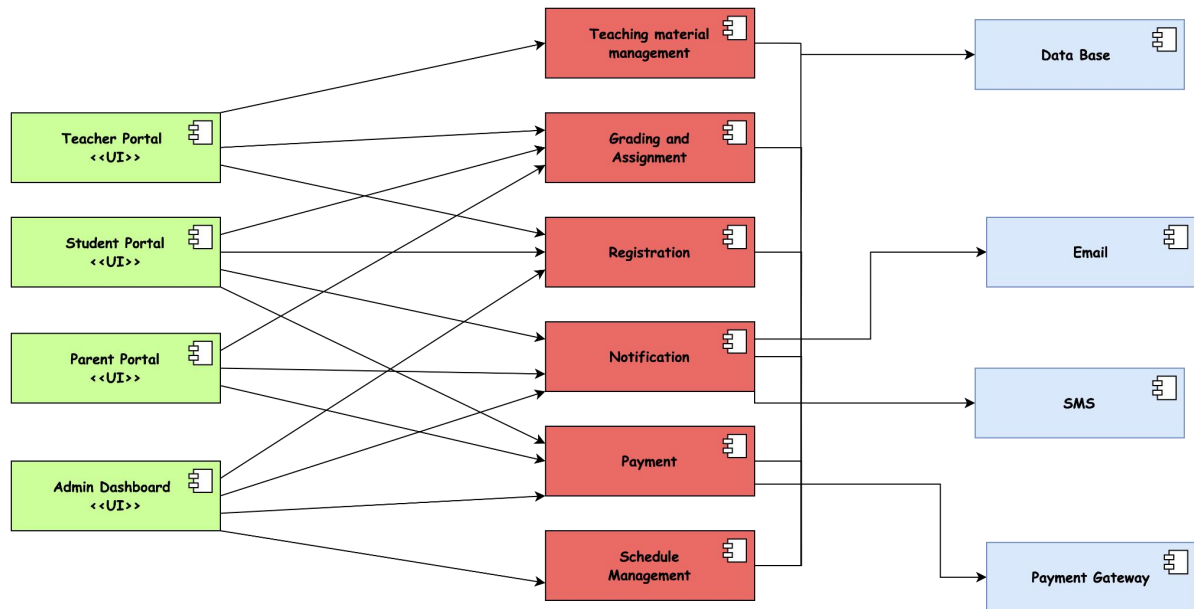 Teaching material
management
Data Base
Teacher Portal
<<UI>>
Grading and
Assignment
Student Portal
<<UI>>
Registration
Email
Parent Portal
<<UI>>
Notification
SMS
Admin Dashboard
<<UI>>
Payment
Schedule
Management
Payment Gateway